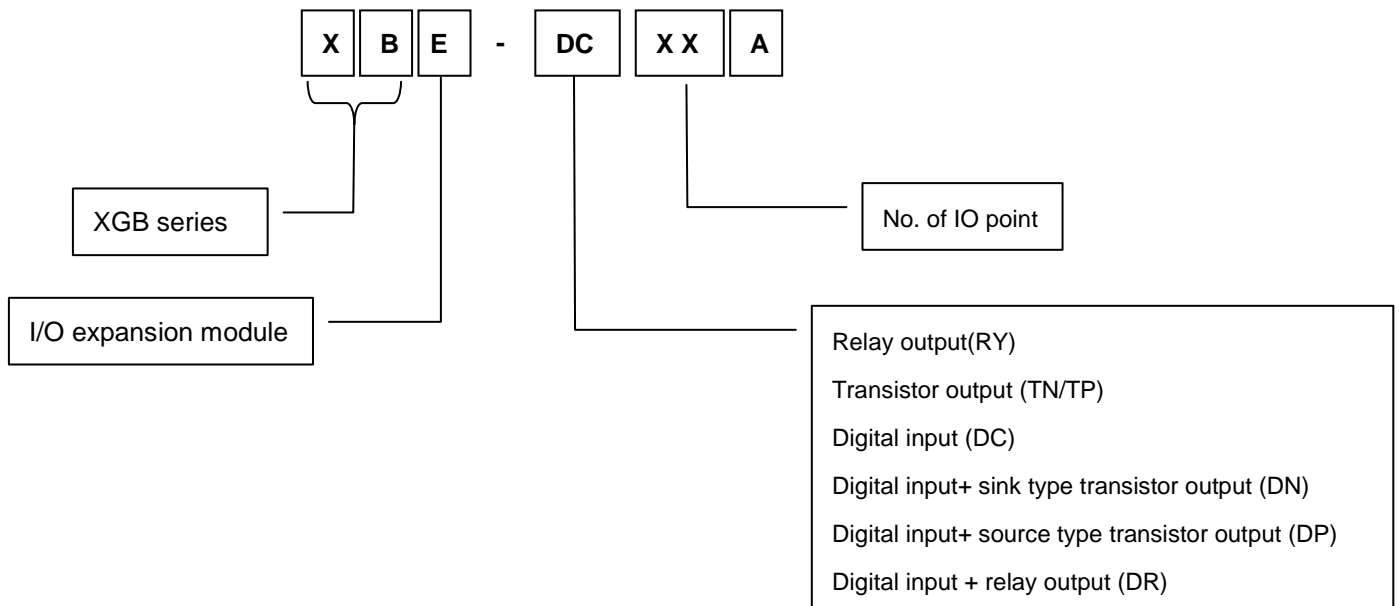 X B E - DC X X A
XGB series
No. of IO point
I/O expansion module
Relay output(RY)
Transistor output (TN/TP)
Digital input (DC)
Digital input+ sink type transistor output (DN)
Digital input+ source type transistor output (DP)
Digital input + relay output (DR)